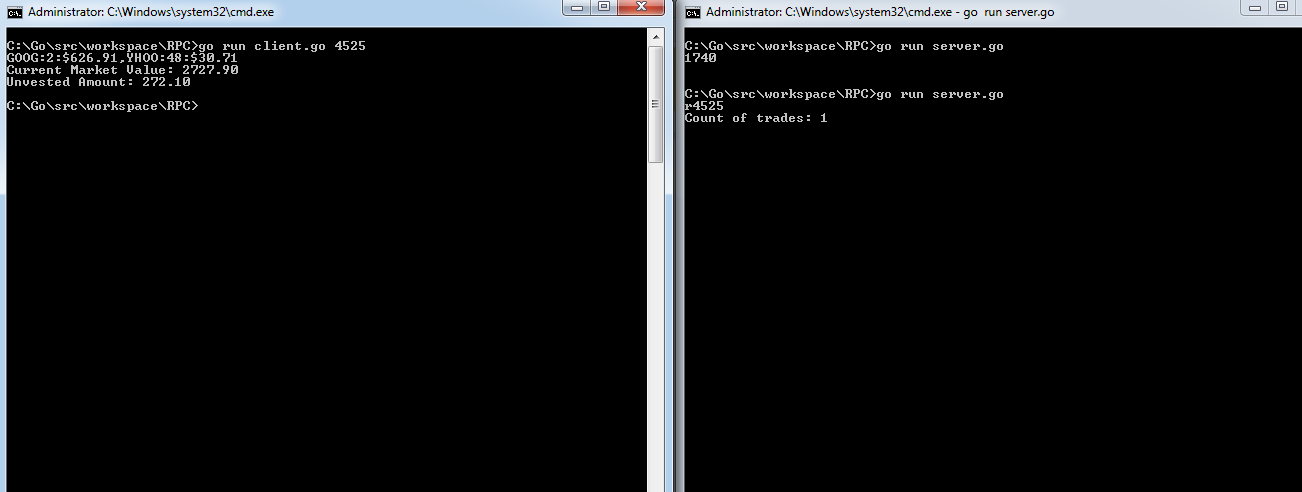 Administrator: C:\Windows\system32\cmd.exe
C:\Go\src\workspace\RPC>go run client.go 4525
GOOG:2:$626.91,YHOO:48:$30.71
Current Market Value: 2727.90
Unvested Amount: 272.10
C:\Go\src\workspace\RPC>
Administrator: C:\Windows\system32\cmd.exe - go  run server.go
C:\Go\src\workspace\RPC>go run server.go
1740
C:\Go\src\workspace\RPC>go run server.go
r4525
Count of trades: 1